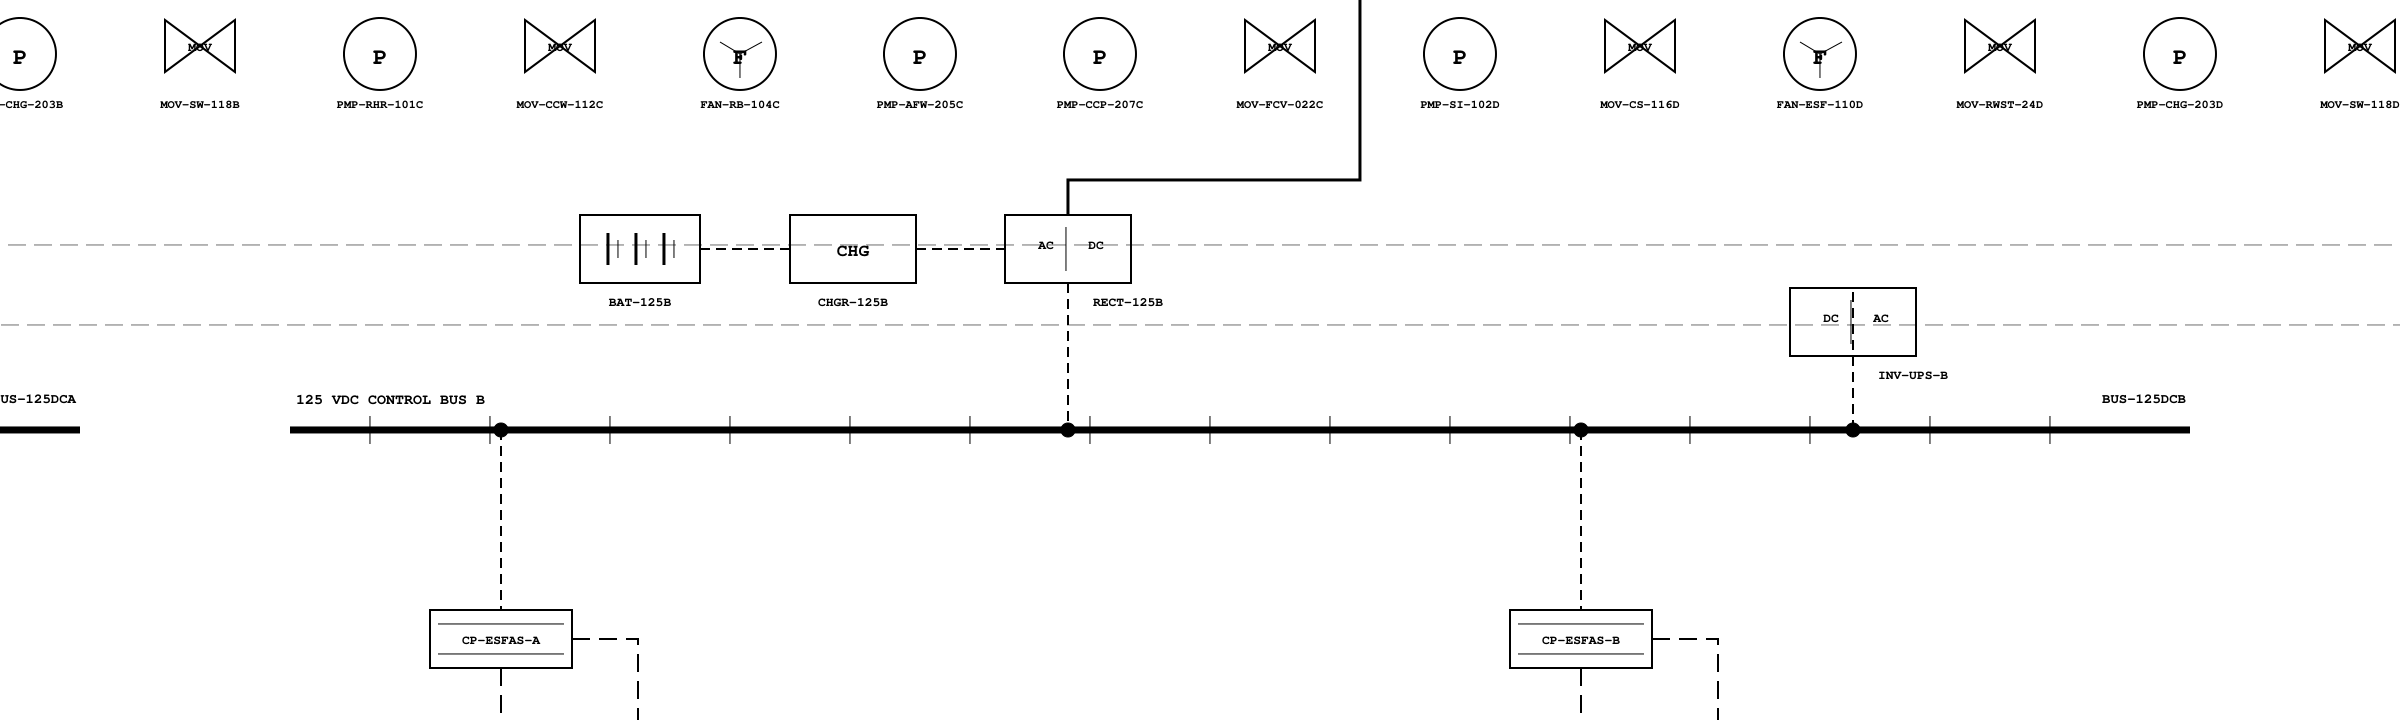 P MOV P MOV F P P MOV P MOV F MOV P MOV
-CHG-203B MOV-SW-118B PMP-RHR-101C MOV-CCW-112C FAN-RB-104C PMP-AFW-205C PMP-CCP-207C MOV-FCV-022C PMP-SI-102D MOV-CS-116D FAN-ESF-110D MOV-RWST-24D PMP-CHG-203D MOV-SW-118D
CHG AC DC
BAT-125B CHGR-125B RECT-125B
DC AC
INV-UPS-B
US-125DCA 125 VDC CONTROL BUS B BUS-125DCB
CP-ESFAS-A CP-ESFAS-B